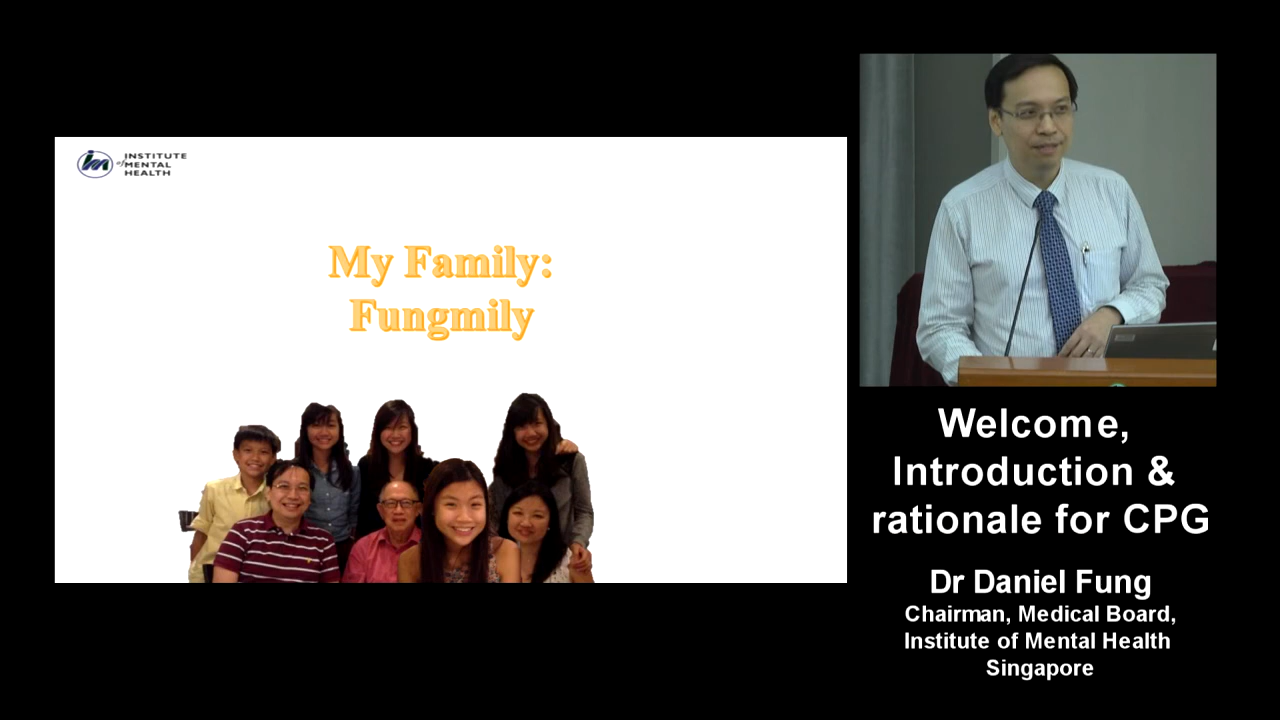 im of INSTITUTE
MENTAL
HEALTH
My Family:
Fungmily
Welcome,
Introduction &
rationale for CPG
Dr Daniel Fung
Chairman, Medical Board,
Institute of Mental Health
Singapore